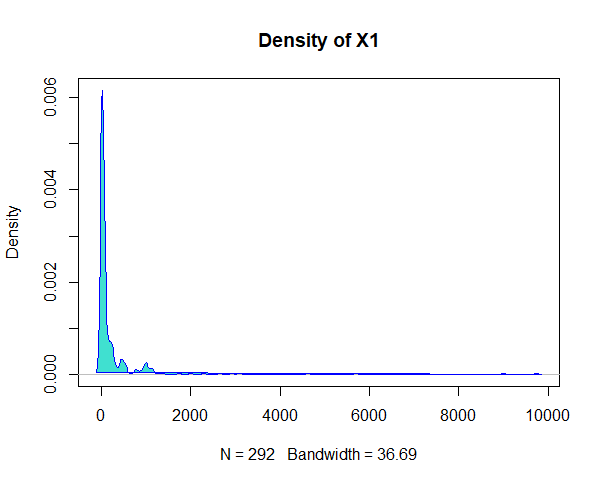 Density of X1
Density
0.006
0.004
0.002
0.000
0 2000 4000 6000 8000 10000
N = 292 Bandwidth = 36.69